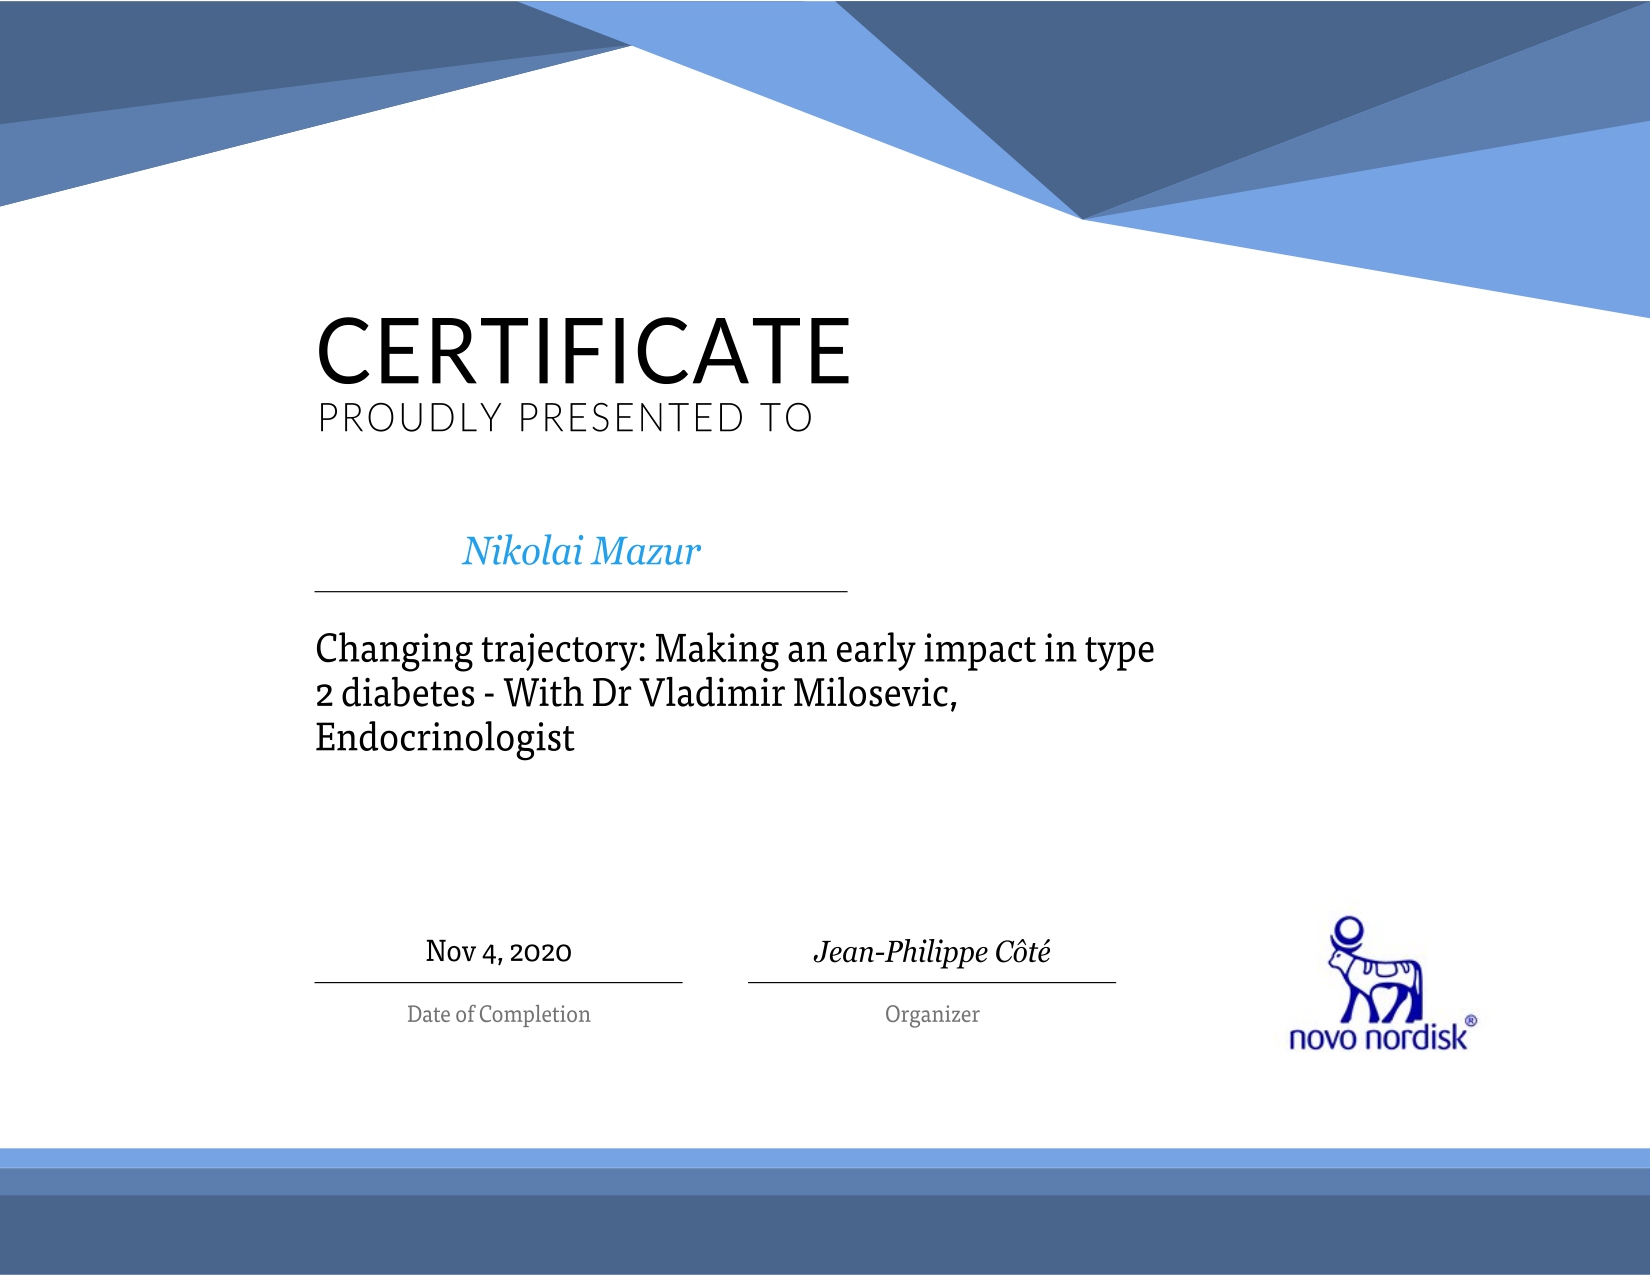 CERTIFICATE
PROUDLY PRESENTED TO
Nikolai Mazur
Changing trajectory: Making an early impact in type
2 diabetes - With Dr Vladimir Milosevic,
Endocrinologist
Nov 4, 2020
Jean-Philippe Côté
Date of Completion
Organizer
novo nordisk®